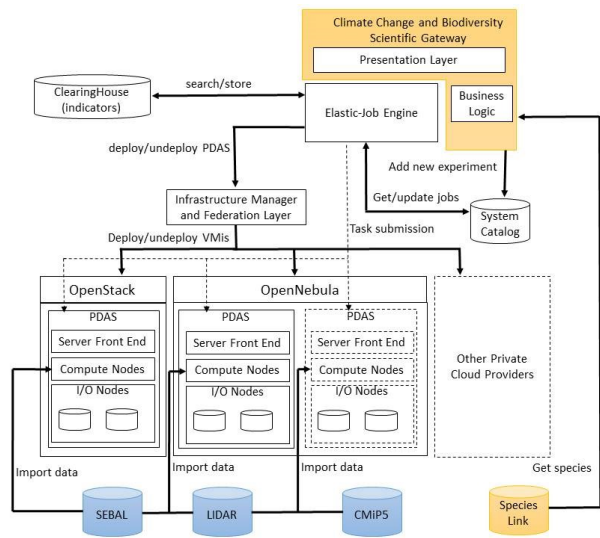 Climate Change and Biodiversity
Scientific Gateway
Presentation Layer
ClearingHouse
(indicators)
search/store
Elastic-Job Engine
Business
Logic
deploy/undeploy PDAS
Add new experiment
Infrastructure Manager
and Federation Layer
Get/update jobs
System
Catalog
Task submission
Deploy/undeploy VMis
OpenStack
OpenNebula
PDAS
Server Front End
Compute Nodes
I/O Nodes
PDAS
Server Front End
Compute Nodes
I/O Nodes
PDAS
Server Front End
Compute Nodes
I/O Nodes
Other Private
Cloud Providers
Import data
Import data
Import data
Get species
SEBAL
LIDAR
CMiP5
Species
Link